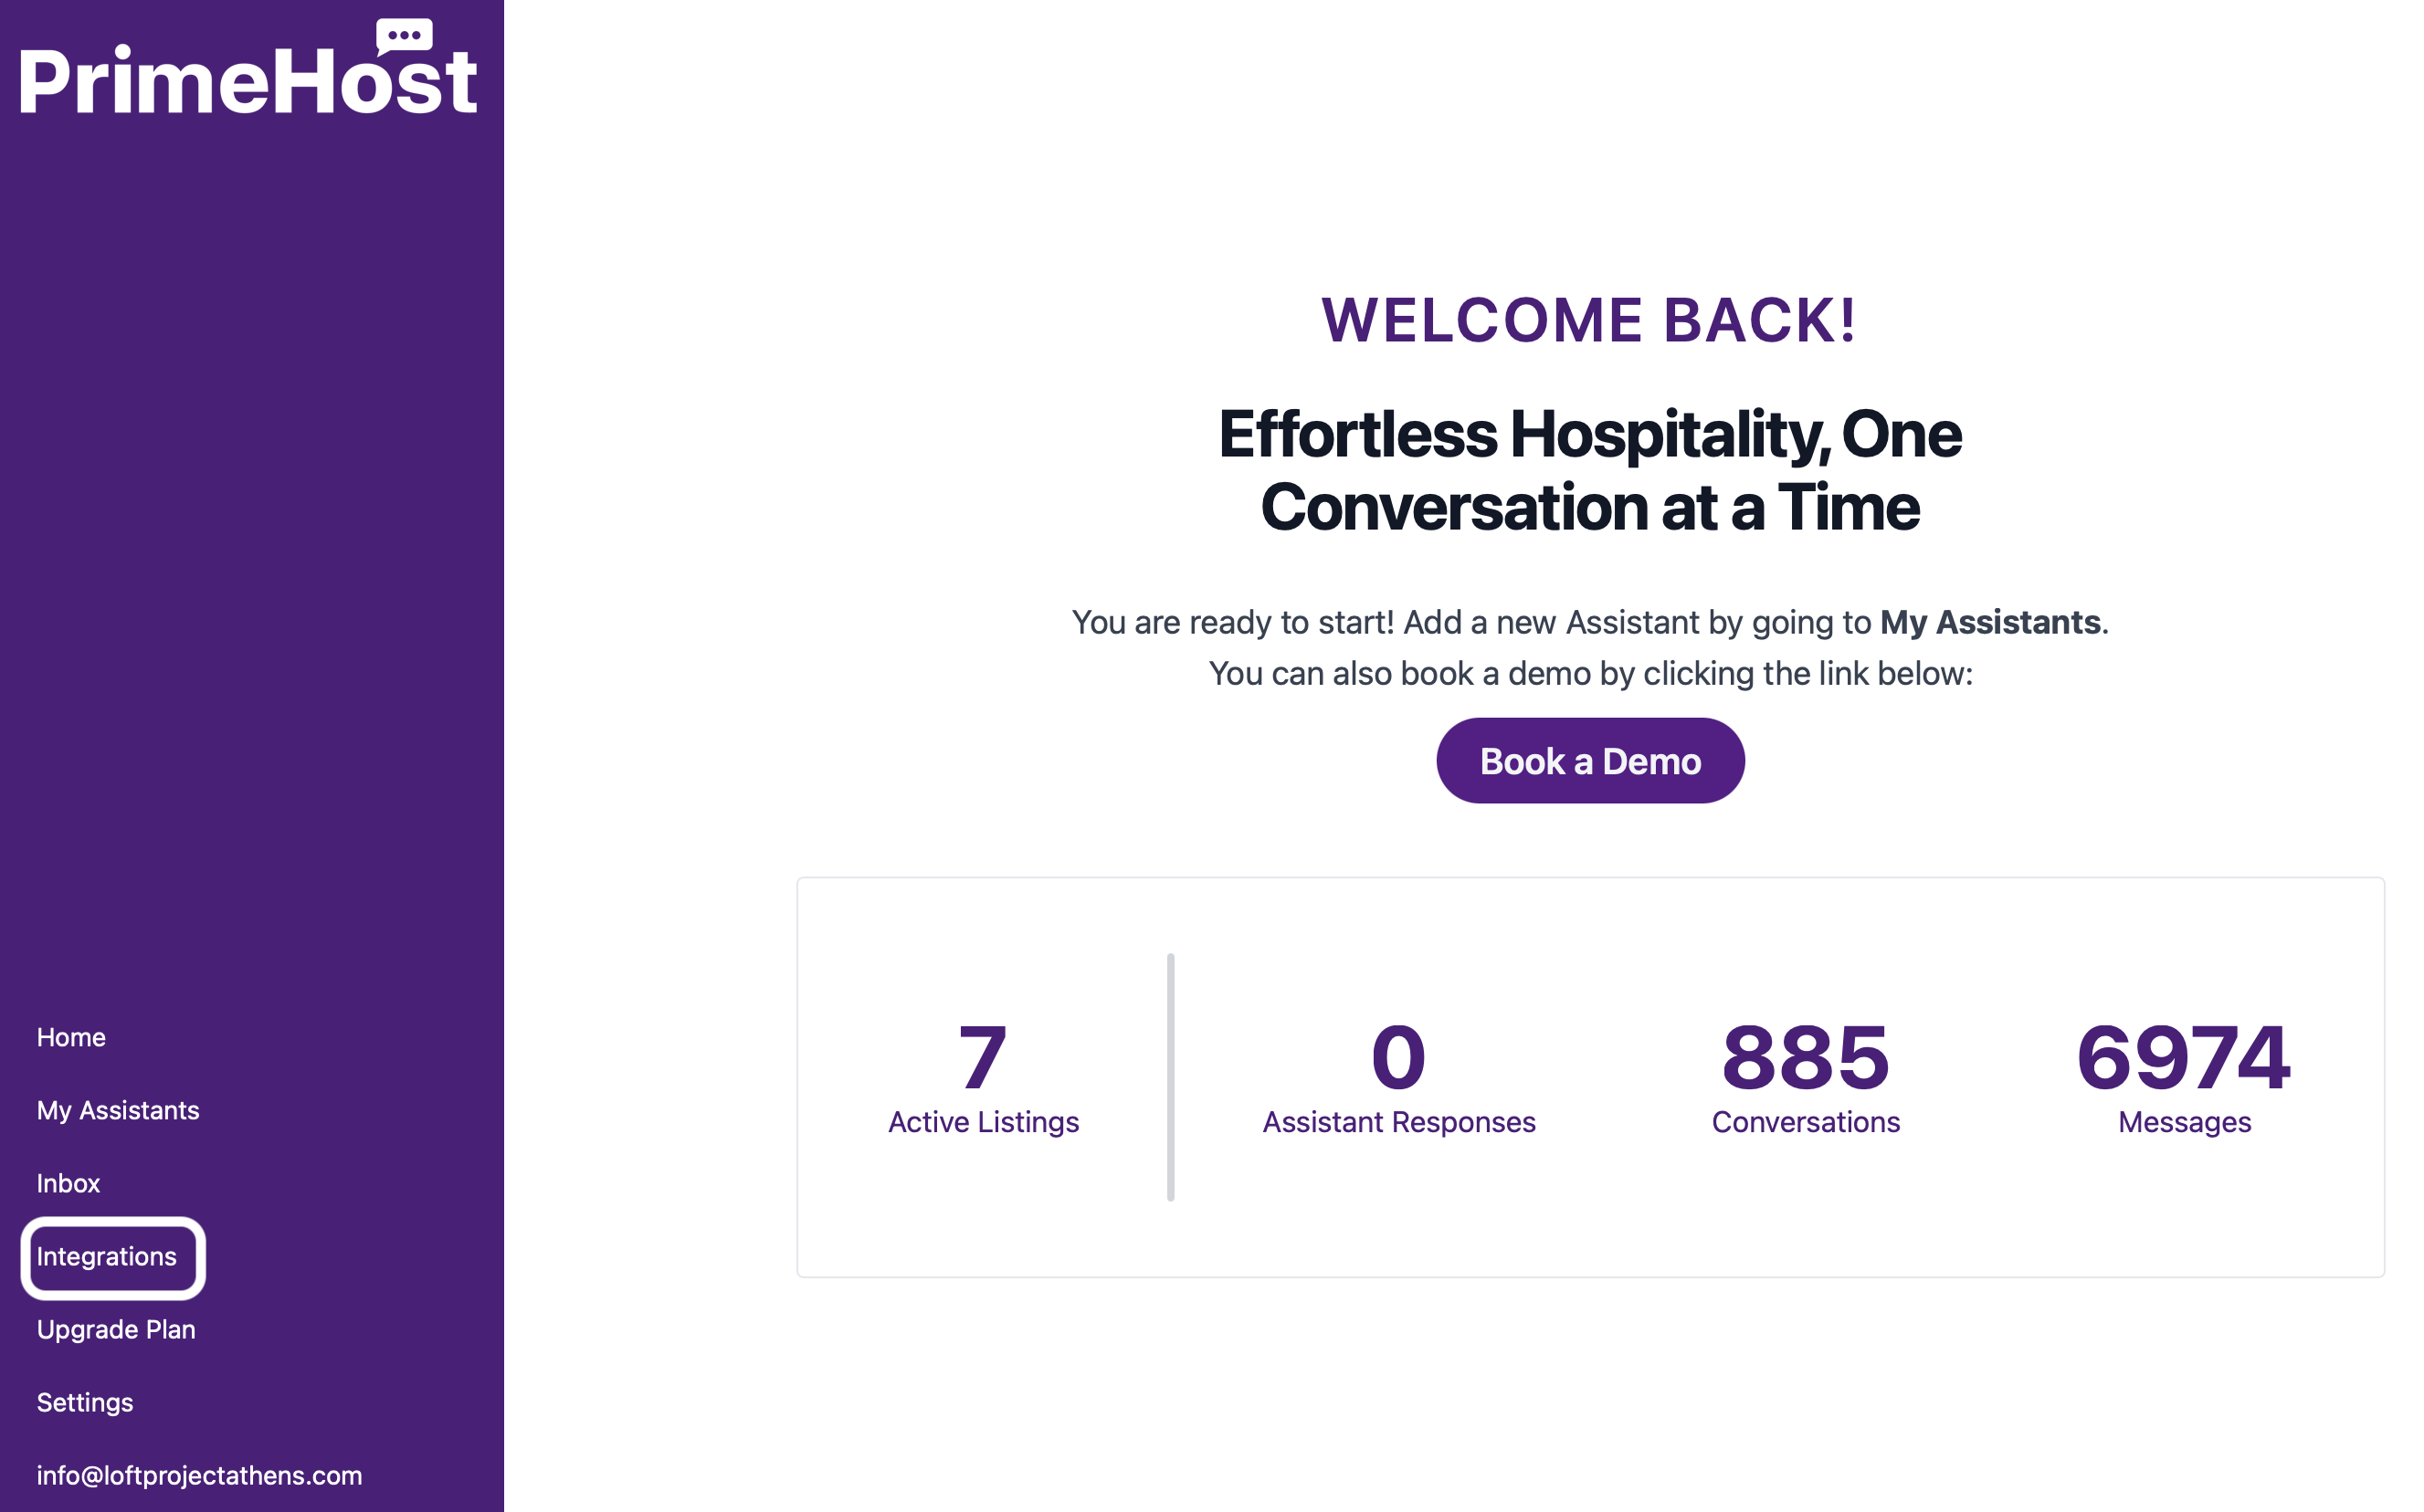 PrimeHost
Home
My Assistants
Inbox
Integrations
Upgrade Plan
Settings
info@loftprojectathens.com
WELCOME BACK!
Effortless Hospitality, One
Conversation at a Time
You are ready to start! Add a new Assistant by going to My Assistants.
You can also book a demo by clicking the link below:
Book a Demo
7
Active Listings
0
Assistant Responses
885
Conversations
6974
Messages